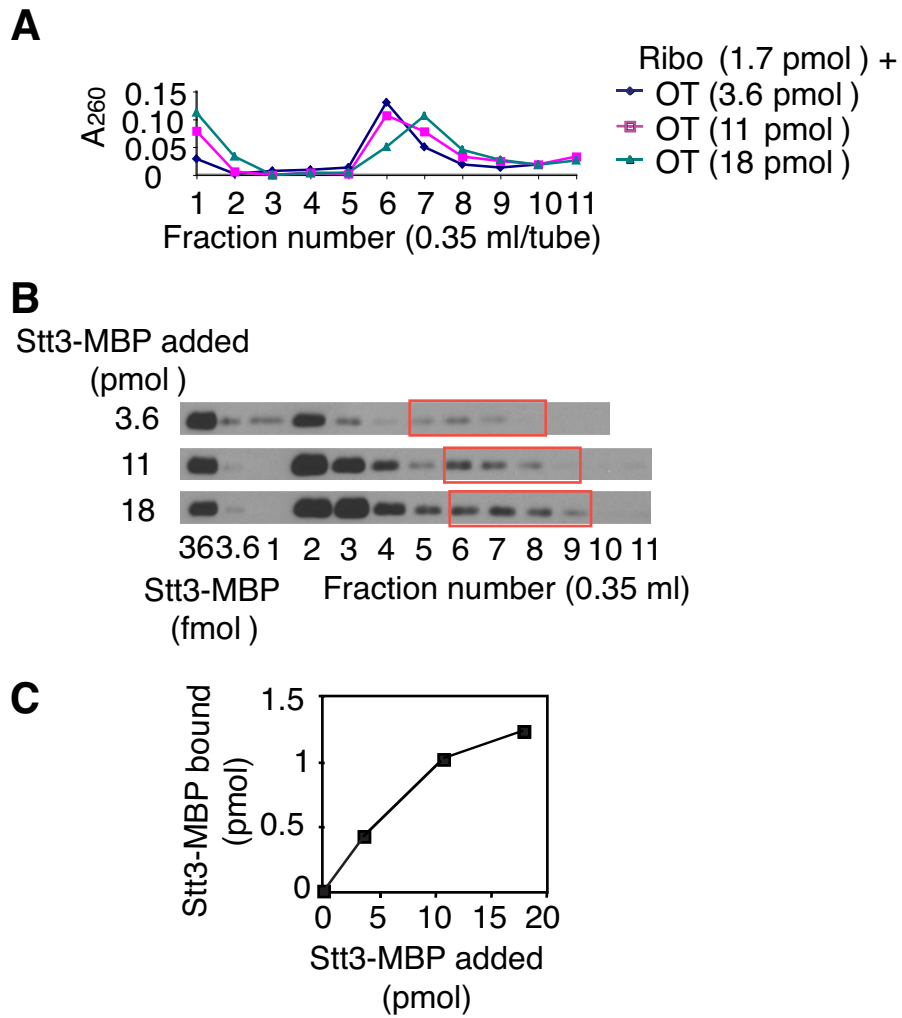 A
Ribo (1.7 pmol ) +
OT (3.6 pmol )
OT (11 pmol )
OT (18 pmol )
A260
0.15
0.10
0.05
0
1 2 3 4 5 6 7 8 9 10 11
Fraction number (0.35 ml/tube)
B
Stt3-MBP added
(pmol )
3.6
11
18
36 3.6 1 2 3 4 5 6 7 8 9 10 11
Stt3-MBP
(fmol )
Fraction number (0.35 ml)
C
Stt3-MBP bound
(pmol)
1.5
1
0.5
0
0 5 10 15 20
Stt3-MBP added
(pmol)